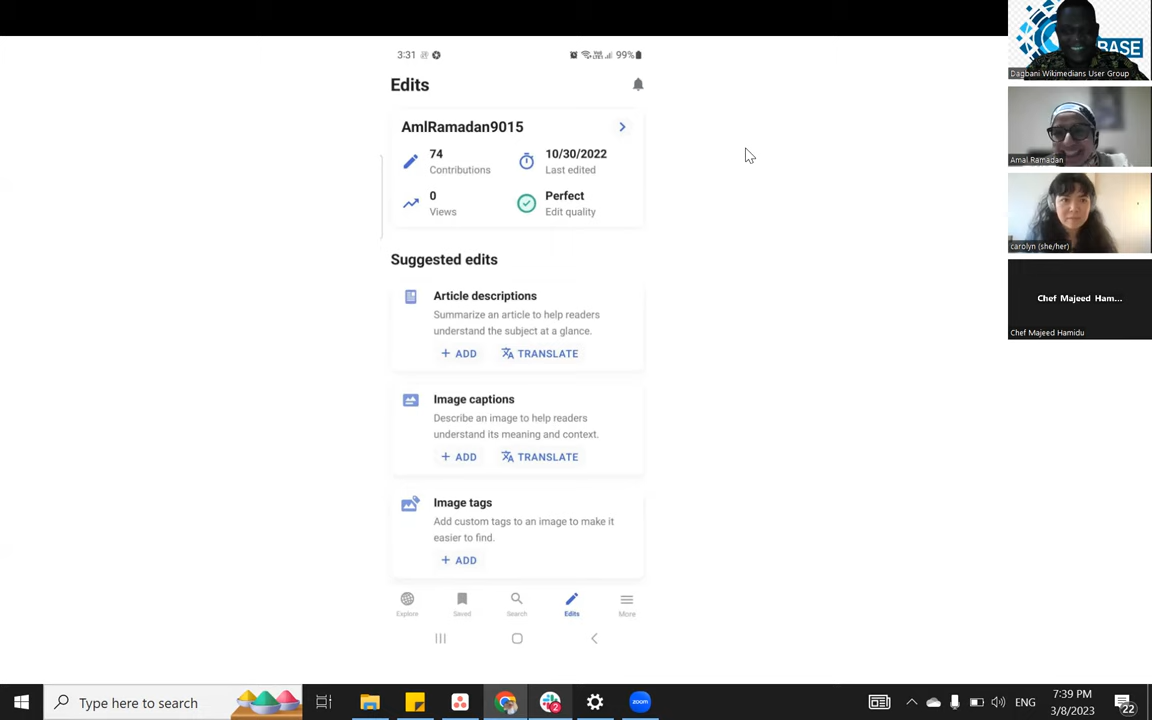 3:31
99%
Edits
AmlRamadan9015
74
Contributions
10/30/2022
Last edited
0
Views
Perfect
Edit quality
Suggested edits
Article descriptions
Summarize an article to help readers
understand the subject at a glance.
+ ADD
TRANSLATE
Image captions
Describe an image to help readers
understand its meaning and context.
+ ADD
TRANSLATE
Image tags
Add custom tags to an image to make it
easier to find.
+ ADD
Explore
Saved
Search
Edits
More
BASE
Dagbani Wikimedians User Group
Amal Ramadan
carolyn (she/her)
Chef Majeed Ham...
Chef Majeed Hamidu
Type here to search
2
zoom
ENG
7:39 PM
3/8/2023
22